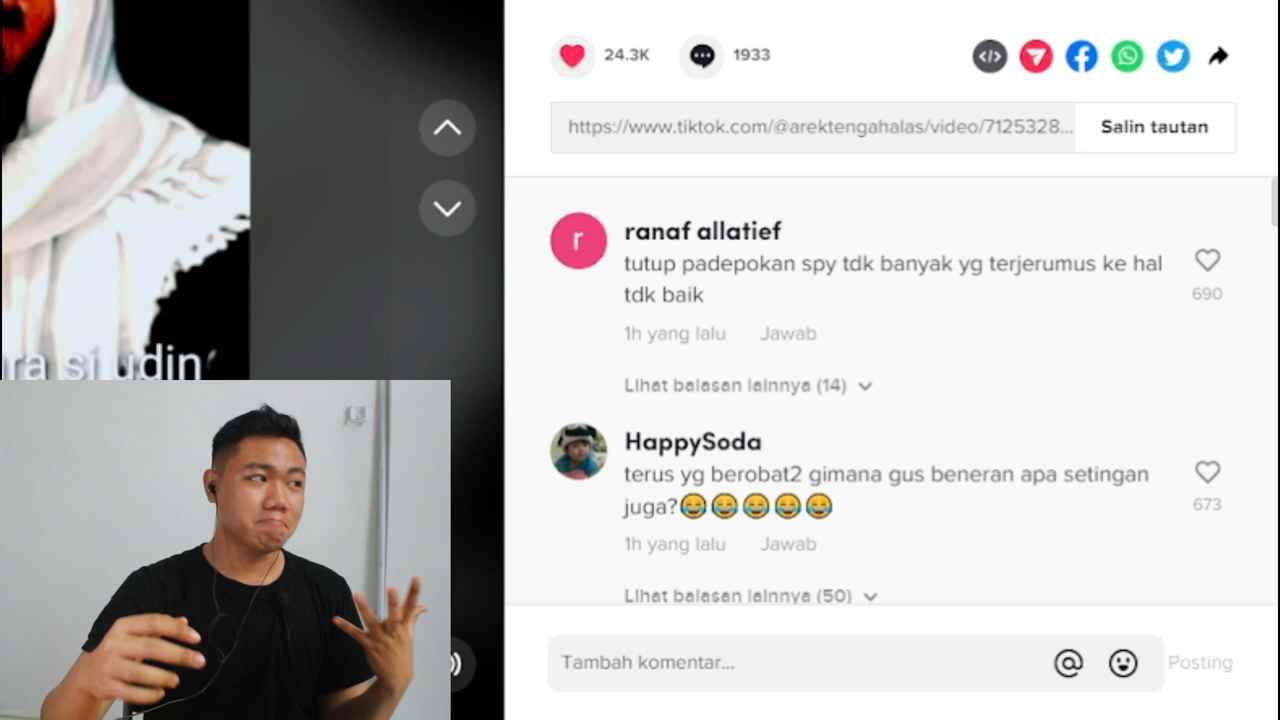 24.3K
1933
https://www.tiktok.com/@arektengahalas/video/7125328...
Salin tautan
r
ranaf allatief
tutup padepokan spy tdk banyak yg terjerumus ke hal
tdk baik
690
1h yang lalu
Jawab
Lihat balasan lainnya (14)
HappySoda
terus yg berobat2 gimana gus beneran apa setingan
juga?😂😂😂😂😂
673
1h yang lalu
Jawab
Lihat balasan lainnya (50)
si udin
Tambah komentar...
Posting